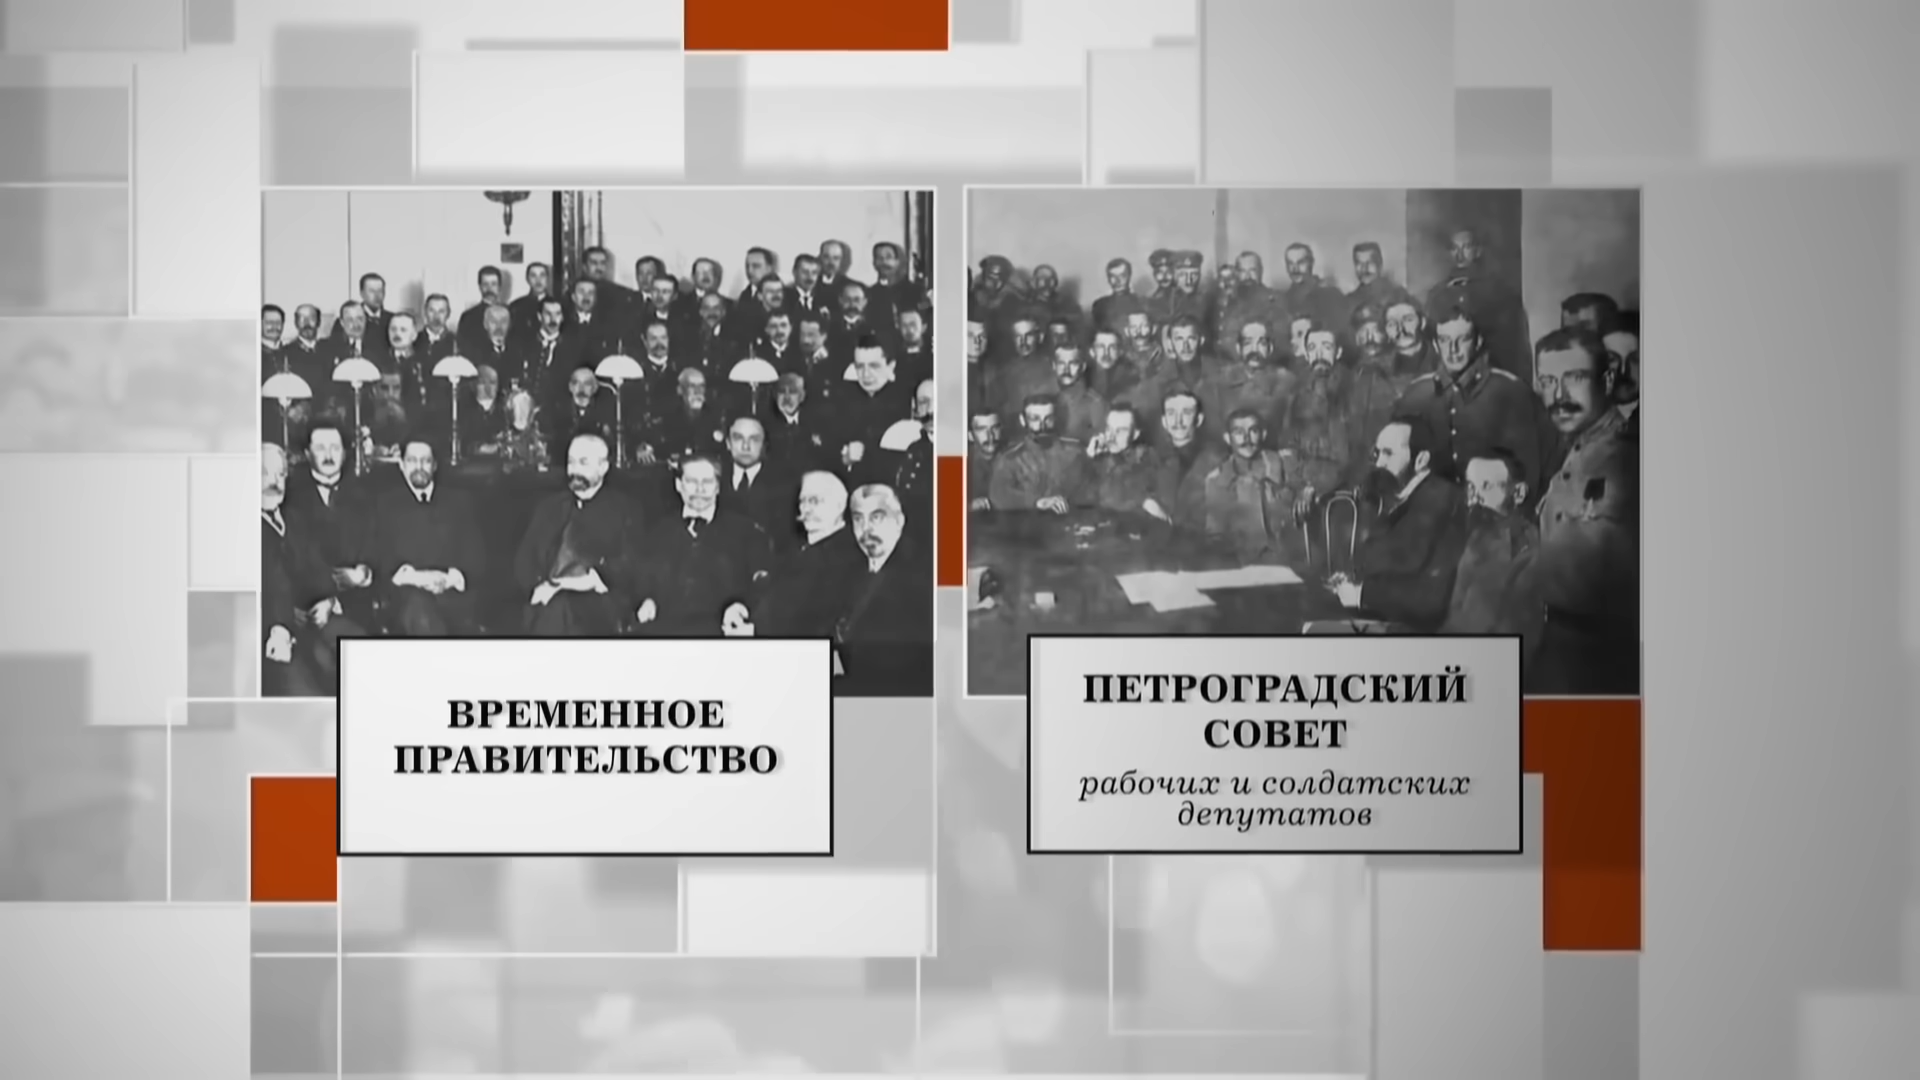 ВРЕМЕННОЕ
ПРАВИТЕЛЬСТВО
ПЕТРОГРАДСКИЙ
СОВЕТ
рабочих и солдатских
депутатов